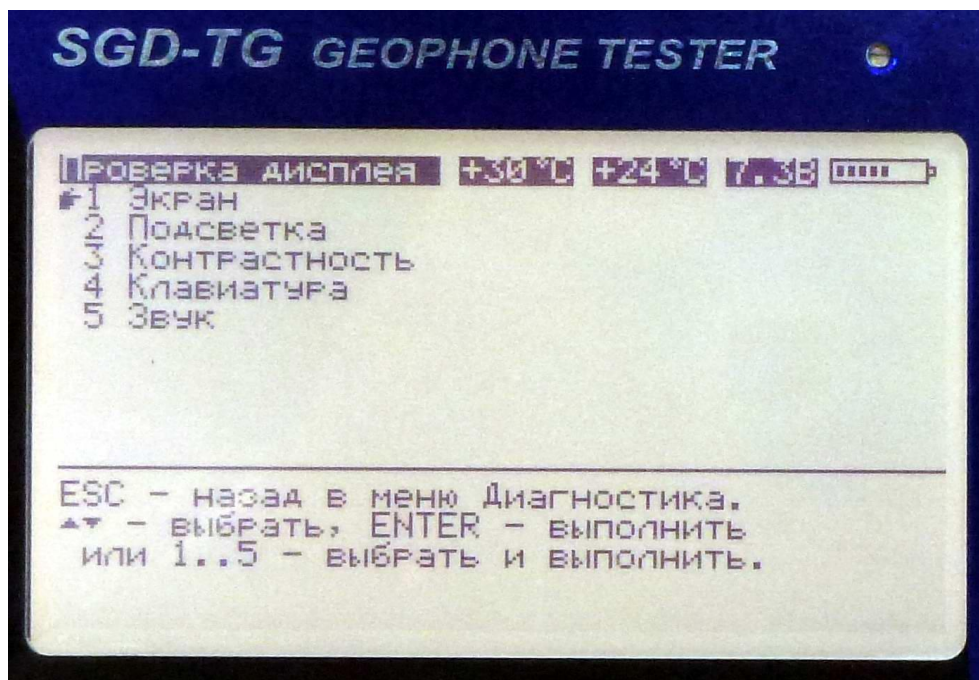 SGD-TG GEOPHONE TESTER
Проверка дисплея +30°C +24°C 7.3В
1 Экран
2 Подсветка
3 Контрастность
4 Клавиатура
5 Звук
ESC - назад в меню Диагностика.
▲▼ - выбрать, ENTER - выполнить
или 1..5 - выбрать и выполнить.